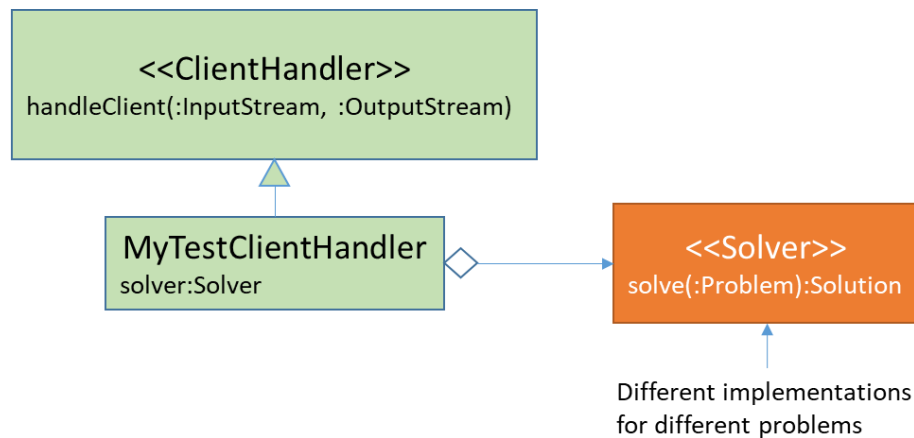 <<ClientHandler>>
handleClient(:InputStream, :OutputStream)
MyTestClientHandler
solver:Solver
<<Solver>>
solve(:Problem):Solution
Different implementations
for different problems